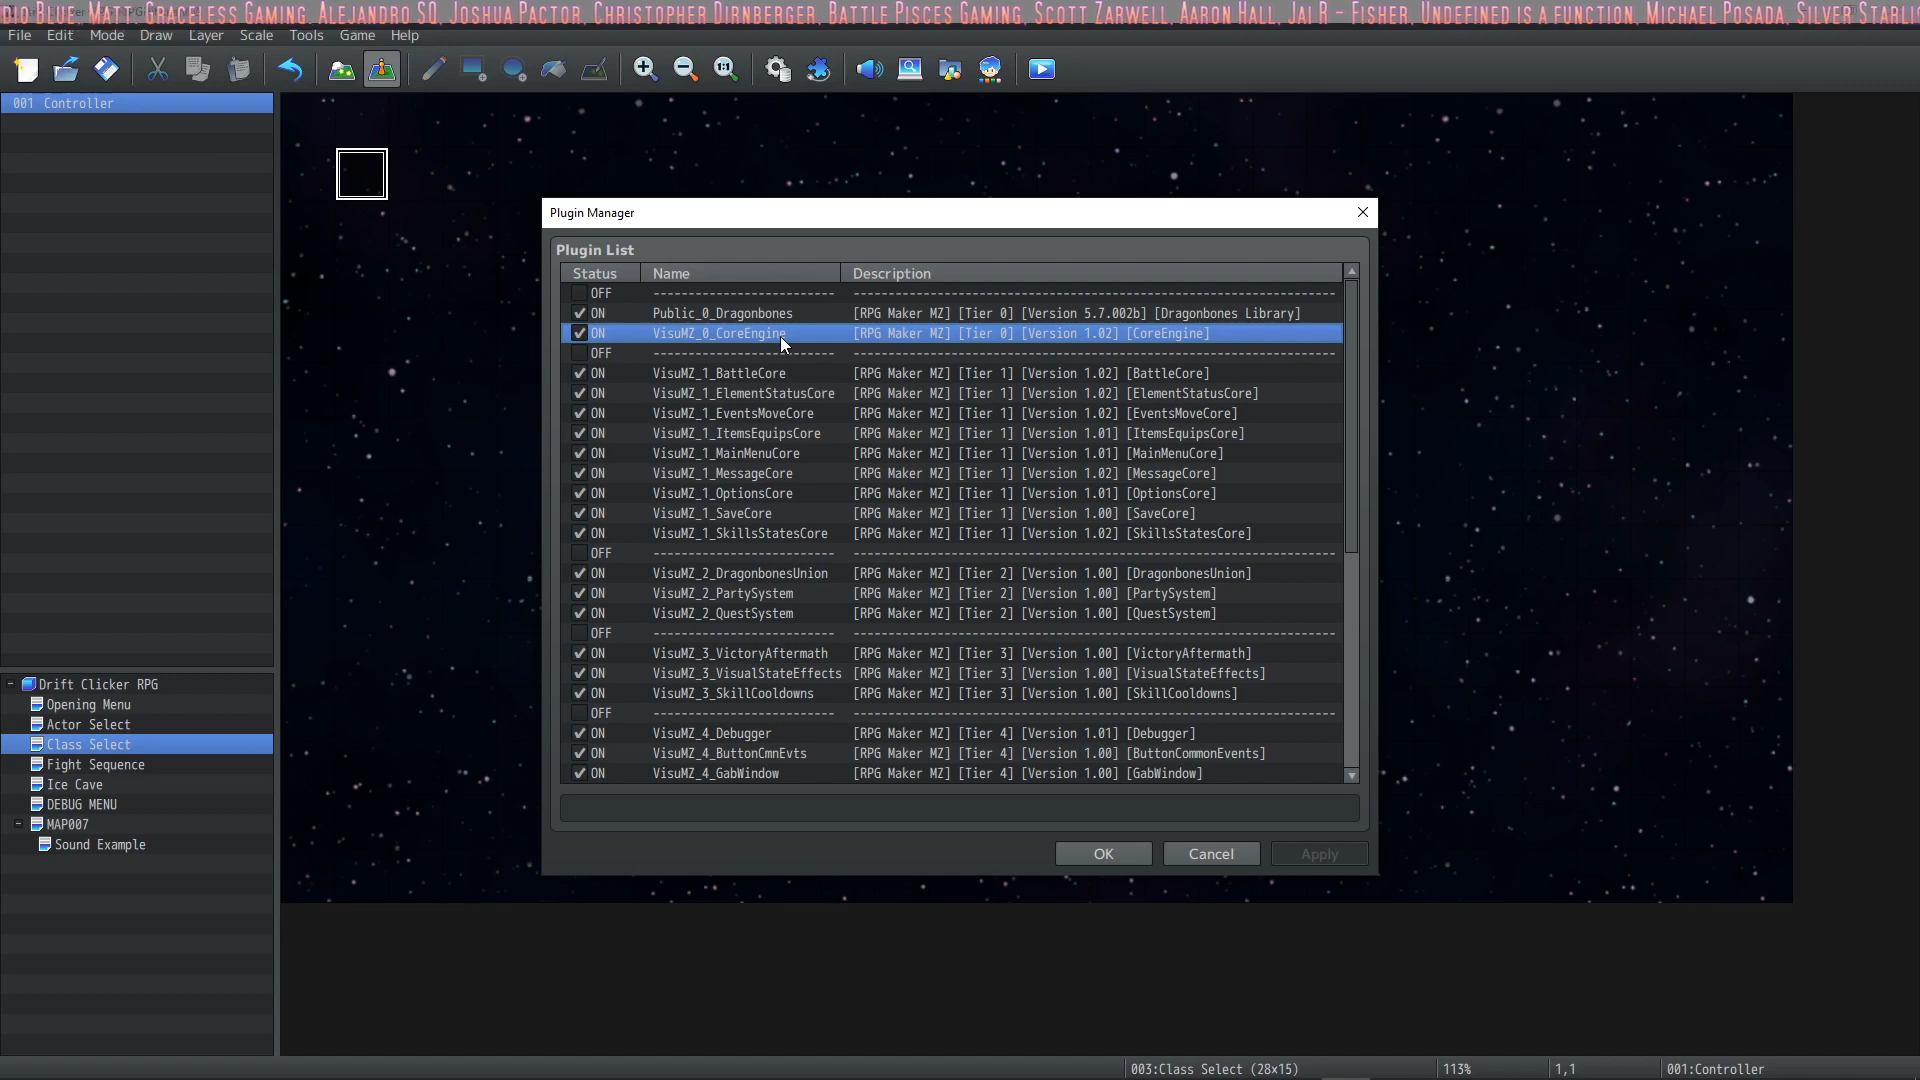 RIO BLUE, MATI GRACELESS GAMING, ALEJANDRO SQ, JOSHUA PACTOR, CHRISTOPHER DIRNBERGER, BATTLE PISCES GAMING, SCOTT ZARWELL, AARON HALL, JAI R - FISHER, UNDEFINED IS A FUNCTION, MICHAEL POSADA, SILVER STARLI
File Edit Mode Draw Layer Scale Tools Game Help
001 Controller
Plugin Manager
Plugin List
Status Name Description
OFF -------------------------- ---------------------------------------------------------------------
ON Public_0_Dragonbones [RPG Maker MZ] [Tier 0] [Version 5.7.002b] [Dragonbones Library]
ON VisuMZ_0_CoreEngine [RPG Maker MZ] [Tier 0] [Version 1.02] [CoreEngine]
OFF -------------------------- ---------------------------------------------------------------------
ON VisuMZ_1_BattleCore [RPG Maker MZ] [Tier 1] [Version 1.02] [BattleCore]
ON VisuMZ_1_ElementStatusCore [RPG Maker MZ] [Tier 1] [Version 1.02] [ElementStatusCore]
ON VisuMZ_1_EventsMoveCore [RPG Maker MZ] [Tier 1] [Version 1.02] [EventsMoveCore]
ON VisuMZ_1_ItemsEquipsCore [RPG Maker MZ] [Tier 1] [Version 1.01] [ItemsEquipsCore]
ON VisuMZ_1_MainMenuCore [RPG Maker MZ] [Tier 1] [Version 1.01] [MainMenuCore]
ON VisuMZ_1_MessageCore [RPG Maker MZ] [Tier 1] [Version 1.02] [MessageCore]
ON VisuMZ_1_OptionsCore [RPG Maker MZ] [Tier 1] [Version 1.01] [OptionsCore]
ON VisuMZ_1_SaveCore [RPG Maker MZ] [Tier 1] [Version 1.00] [SaveCore]
ON VisuMZ_1_SkillsStatesCore [RPG Maker MZ] [Tier 1] [Version 1.02] [SkillsStatesCore]
OFF -------------------------- ---------------------------------------------------------------------
ON VisuMZ_2_DragonbonesUnion [RPG Maker MZ] [Tier 2] [Version 1.00] [DragonbonesUnion]
ON VisuMZ_2_PartySystem [RPG Maker MZ] [Tier 2] [Version 1.00] [PartySystem]
ON VisuMZ_2_QuestSystem [RPG Maker MZ] [Tier 2] [Version 1.00] [QuestSystem]
OFF -------------------------- ---------------------------------------------------------------------
ON VisuMZ_3_VictoryAftermath [RPG Maker MZ] [Tier 3] [Version 1.00] [VictoryAftermath]
ON VisuMZ_3_VisualStateEffects [RPG Maker MZ] [Tier 3] [Version 1.00] [VisualStateEffects]
ON VisuMZ_3_SkillCooldowns [RPG Maker MZ] [Tier 3] [Version 1.00] [SkillCooldowns]
OFF -------------------------- ---------------------------------------------------------------------
ON VisuMZ_4_Debugger [RPG Maker MZ] [Tier 4] [Version 1.01] [Debugger]
ON VisuMZ_4_ButtonCmnEvts [RPG Maker MZ] [Tier 4] [Version 1.00] [ButtonCommonEvents]
ON VisuMZ_4_GabWindow [RPG Maker MZ] [Tier 4] [Version 1.00] [GabWindow]
OK Cancel Apply
Drift Clicker RPG
Opening Menu
Actor Select
Class Select
Fight Sequence
Ice Cave
DEBUG MENU
MAP007
Sound Example
003:Class Select (28x15) 113% 1,1 001:Controller